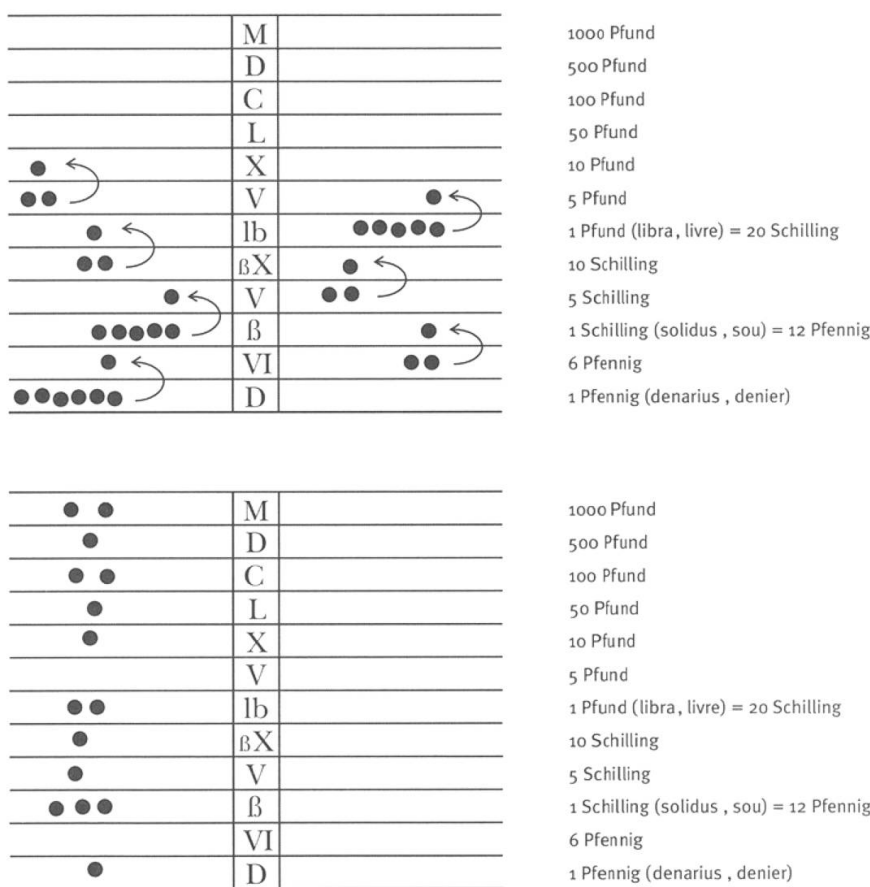 M 1000 Pfund
D 500 Pfund
C 100 Pfund
L 50 Pfund
X 10 Pfund
V 5 Pfund
lb 1 Pfund (libra, livre) = 20 Schilling
ßX 10 Schilling
V 5 Schilling
ß 1 Schilling (solidus , sou) = 12 Pfennig
VI 6 Pfennig
D 1 Pfennig (denarius , denier)
M 1000 Pfund
D 500 Pfund
C 100 Pfund
L 50 Pfund
X 10 Pfund
V 5 Pfund
lb 1 Pfund (libra, livre) = 20 Schilling
ßX 10 Schilling
V 5 Schilling
ß 1 Schilling (solidus , sou) = 12 Pfennig
VI 6 Pfennig
D 1 Pfennig (denarius , denier)